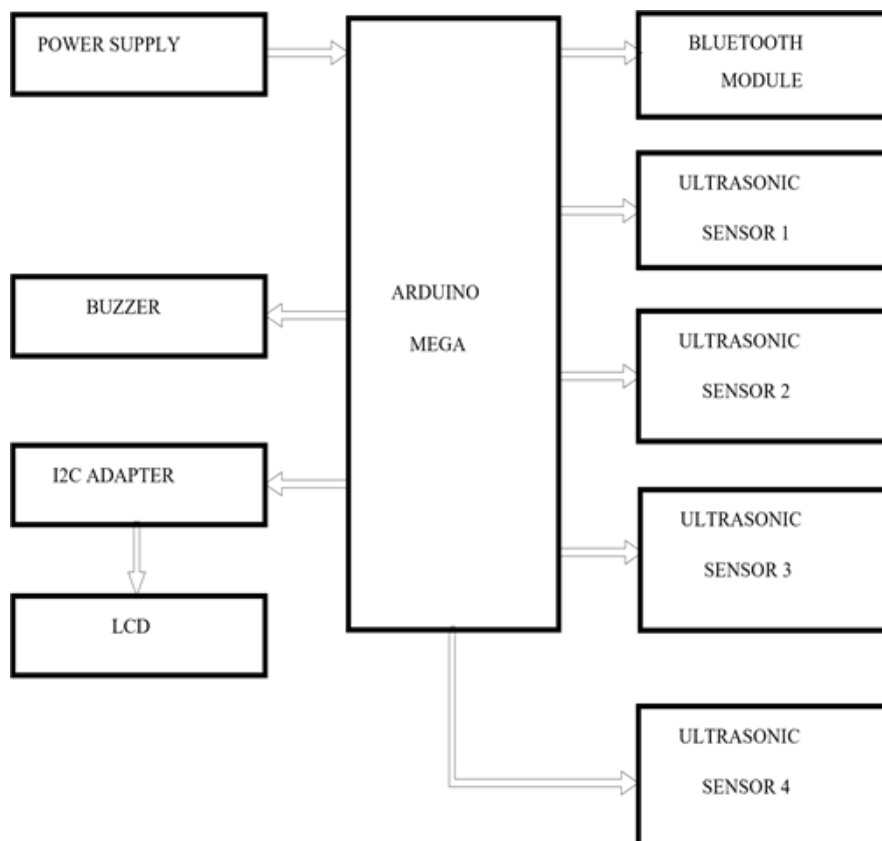 POWER SUPPLY
BUZZER
I2C ADAPTER
LCD
ARDUINO
MEGA
BLUETOOTH
MODULE
ULTRASONIC
SENSOR 1
ULTRASONIC
SENSOR 2
ULTRASONIC
SENSOR 3
ULTRASONIC
SENSOR 4